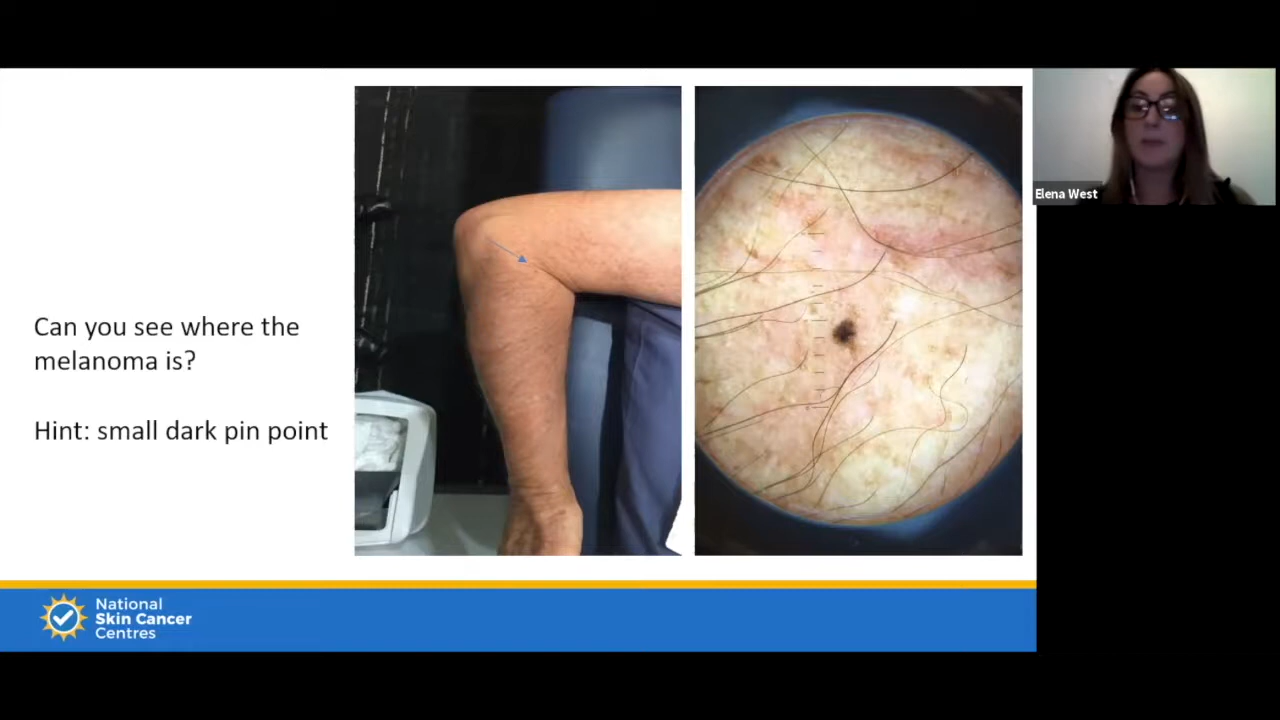 Can you see where the
melanoma is?
Hint: small dark pin point
Elena West
National
Skin Cancer
Centres